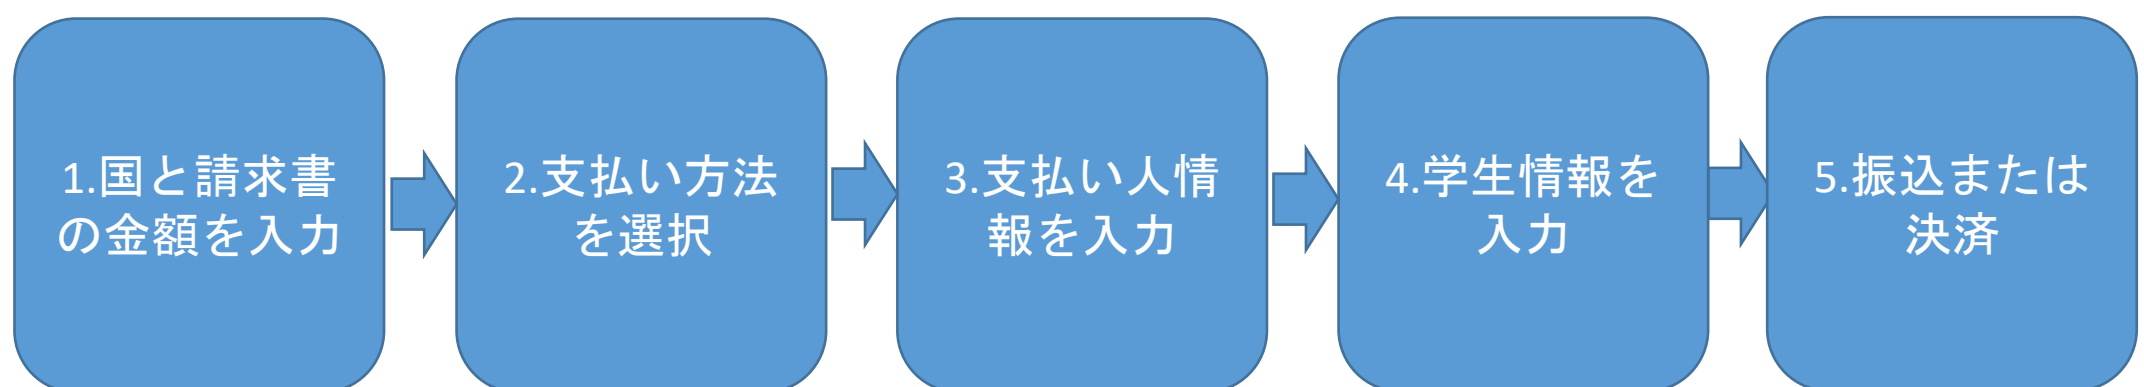 1.国と請求書
の金額を入力
2.支払い方法
を選択
3.支払い人情
報を入力
4.学生情報を
入力
5.振込または
決済